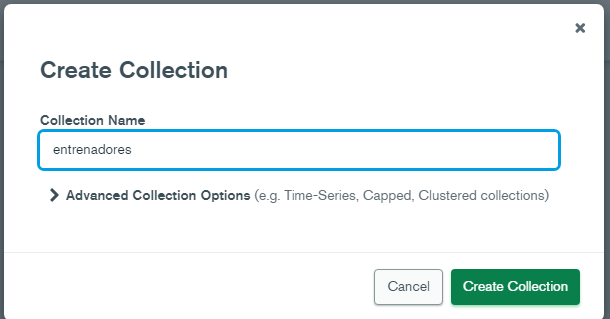 Create Collection
Collection Name
entrenadores
Advanced Collection Options (e.g. Time-Series, Capped, Clustered collections)
Cancel
Create Collection